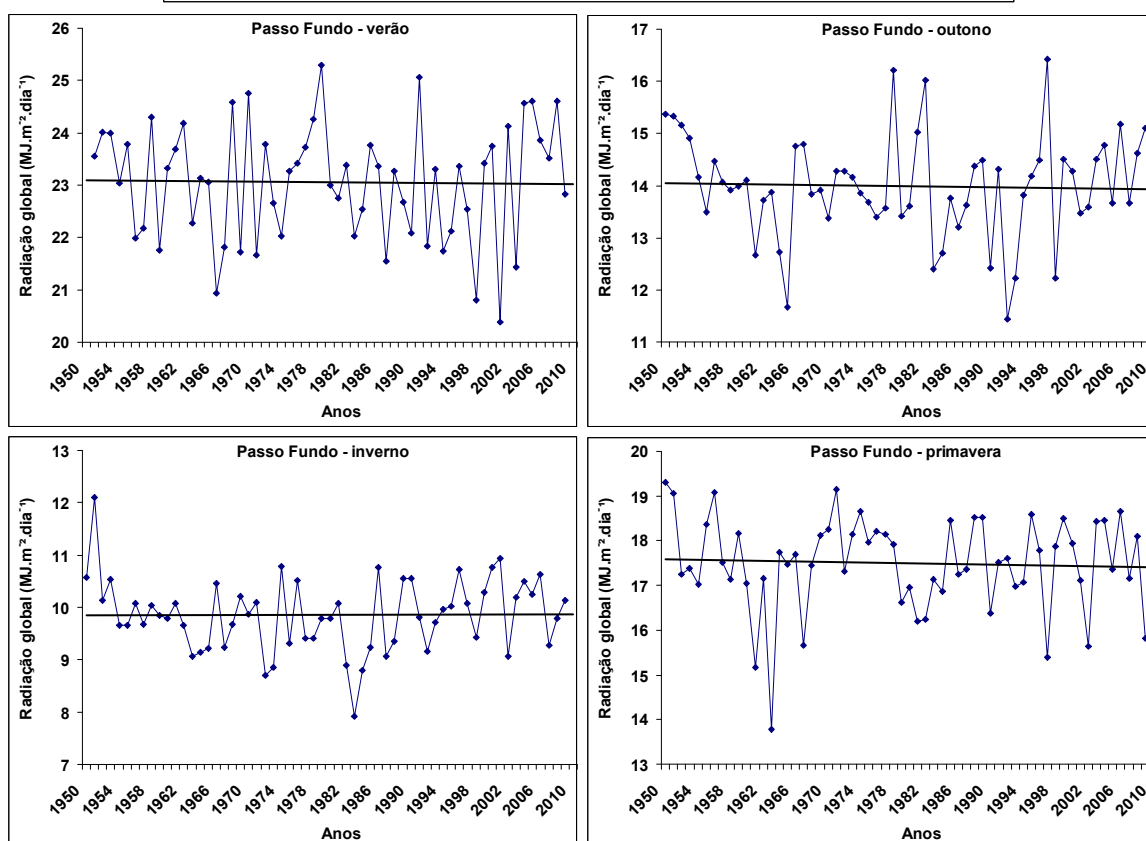 Passo Fundo - verão
Radiação global (MJ.m⁻².dia⁻¹)
26
25
24
23
22
21
20
1950 1954 1958 1962 1966 1970 1974 1978 1982 1986 1990 1994 1998 2002 2006 2010
Anos
Passo Fundo - outono
Radiação global (MJ.m⁻².dia⁻¹)
17
16
15
14
13
12
11
1950 1954 1958 1962 1966 1970 1974 1978 1982 1986 1990 1994 1998 2002 2006 2010
Anos
Passo Fundo - inverno
Radiação global (MJ.m⁻².dia⁻¹)
13
12
11
10
9
8
7
1950 1954 1958 1962 1966 1970 1974 1978 1982 1986 1990 1994 1998 2002 2006 2010
Anos
Passo Fundo - primavera
Radiação global (MJ.m⁻².dia⁻¹)
20
19
18
17
16
15
14
13
1950 1954 1958 1962 1966 1970 1974 1978 1982 1986 1990 1994 1998 2002 2006 2010
Anos